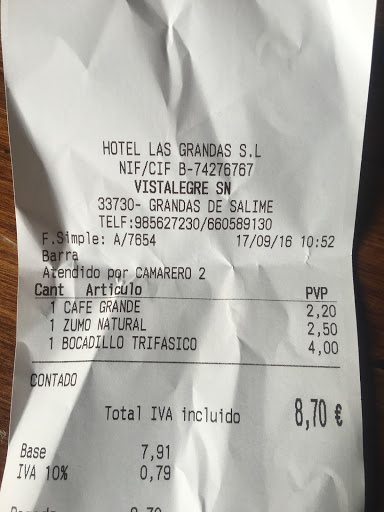 HOTEL LAS GRANDAS S.L
NIF/CIF B-74276767
VISTALEGRE SN
33730- GRANDAS DE SALIME
TELF:985627230/660589130
F.Simple: A/7654 17/09/16 10:52
Barra
Atendido por CAMARERO 2
Cant Articulo PVP
1 CAFE GRANDE 2,20
1 ZUMO NATURAL 2,50
1 BOCADILLO TRIFASICO 4,00
CONTADO
Total IVA incluido 8,70 €
Base 7,91
IVA 10% 0,79